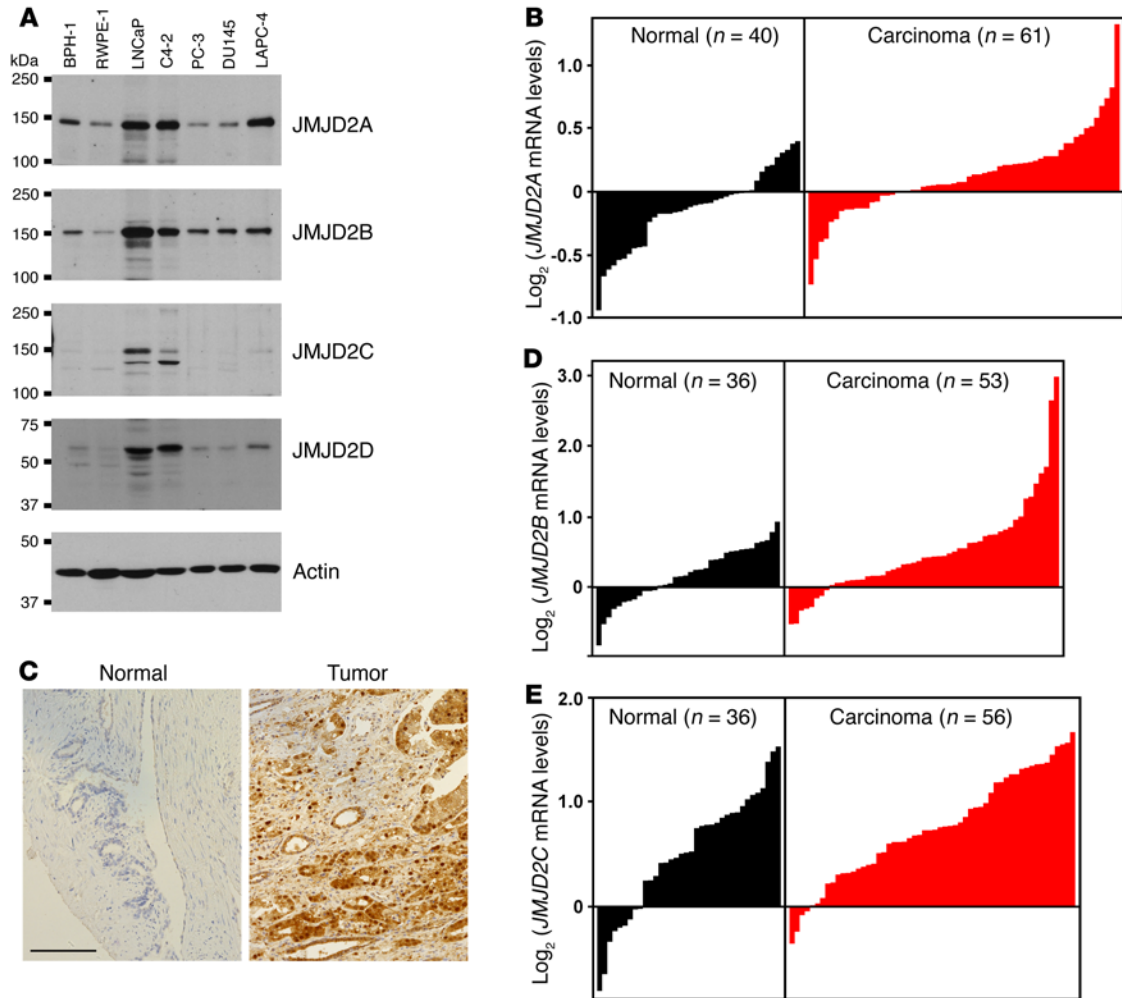 A
kDa
BPH-1
RWPE-1
LNCaP
C4-2
PC-3
DU145
LAPC-4
250
150
100
JMJD2A
250
150
100
JMJD2B
250
150
100
JMJD2C
75
50
37
JMJD2D
50
37
Actin
B
Normal (n = 40)
Carcinoma (n = 61)
Log₂ (JMJD2A mRNA levels)
1.0
0.5
0
-0.5
-1.0
C
Normal
Tumor
D
Normal (n = 36)
Carcinoma (n = 53)
Log₂ (JMJD2B mRNA levels)
3.0
2.0
1.0
0
E
Normal (n = 36)
Carcinoma (n = 56)
Log₂ (JMJD2C mRNA levels)
2.0
1.0
0